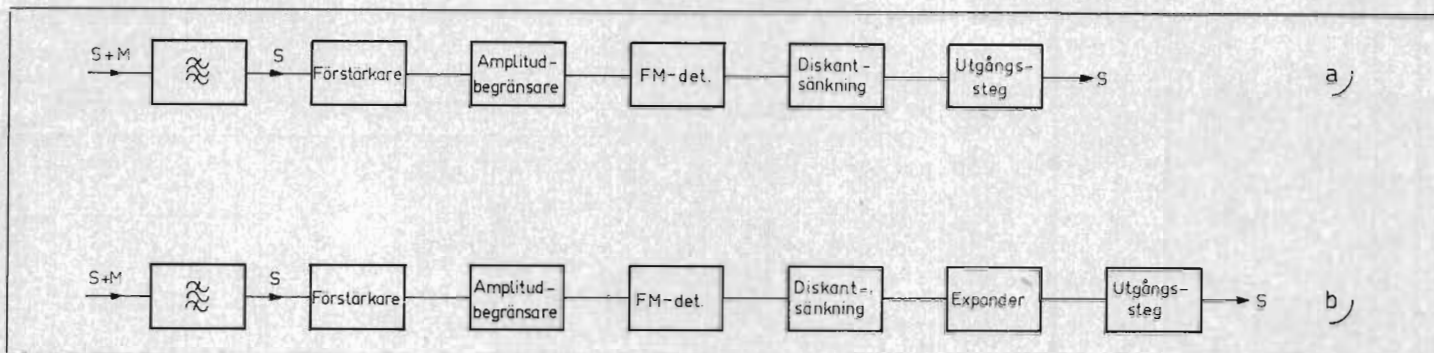 S+M
S
Förstärkare
Amplitud-
begränsare
FM-det.
Diskant-
sänkning
Utgångs-
steg
S
a)
S+M
S
Förstärkare
Amplitud-
begränsare
FM-det.
Diskant-
sänkning
Expander
Utgångs-
steg
S
b)